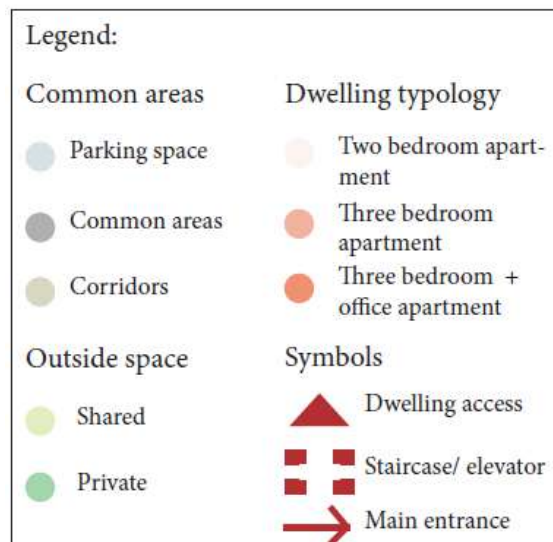 Legend:
Common areas
Dwelling typology
Parking space
Two bedroom apart-
ment
Common areas
Three bedroom
apartment
Corridors
Three bedroom +
office apartment
Outside space
Symbols
Shared
Dwelling access
Private
Staircase/ elevator
Main entrance